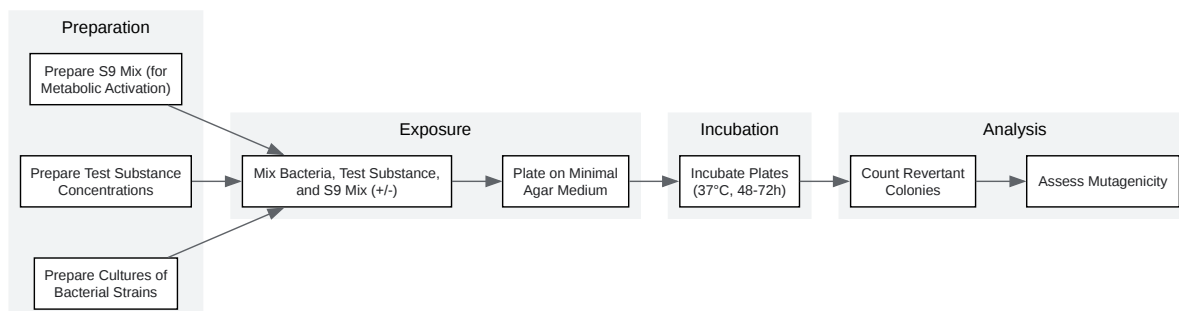 Preparation
Prepare S9 Mix (for
Metabolic Activation)
Prepare Test Substance
Concentrations
Prepare Cultures of
Bacterial Strains
Exposure
Mix Bacteria, Test Substance,
and S9 Mix (+/-)
Plate on Minimal
Agar Medium
Incubation
Incubate Plates
(37°C, 48-72h)
Analysis
Count Revertant
Colonies
Assess Mutagenicity